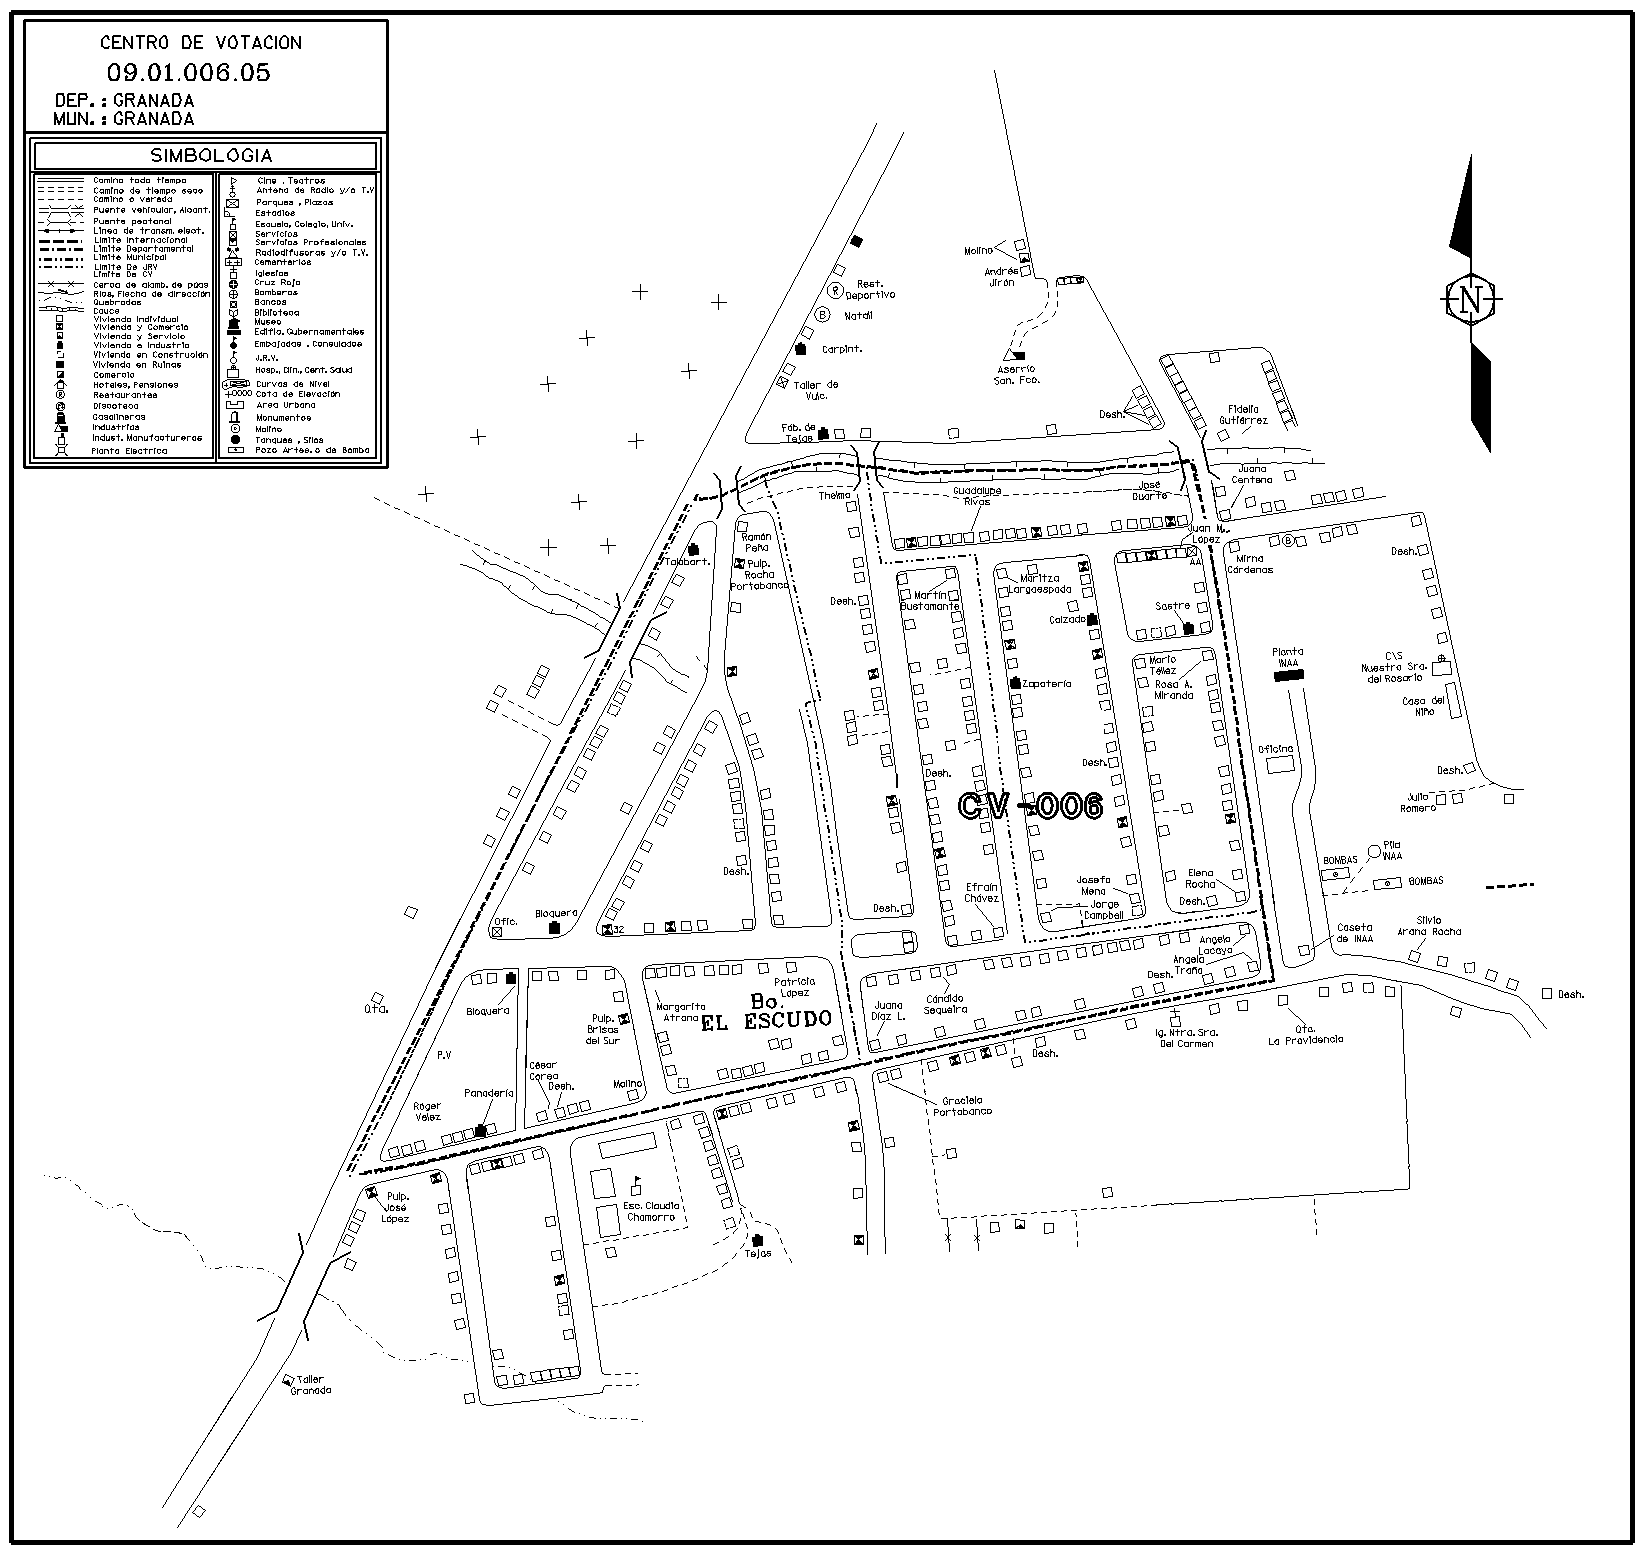 CENTRO DE VOTACION
09.01.006.05
DEP. : GRANADA
MUN. : GRANADA
SIMBOLOGIA
Camino todo tiempo
Camino de tiempo seco
Camino o vereda
Puente vehicular, Alcant.
Puente peatonal
Linea de transm. elect.
Limite Internacional
Limite Departamental
Limite Municipal
Limite De JRV
Limite De CV
Cerca de alamb. de púas
Rios, Flecha de dirección
Quebradas
Cauce
Vivienda Individual
Vivienda y Comercio
Vivienda y Servicio
Vivienda e Industria
Vivienda en Construcción
Vivienda en Ruinas
Comercio
Hoteles, Pensiones
Restaurantes
Discoteca
Gasolineras
Industrias
Indust. Manufactureras
Planta Electrica
Cine . Teatros
Antena de Radio y/o T.V
Parques , Plazas
Estadios
Escuela, Colegio, Univ.
Servicios
Servicios Profesionales
Radiodifusoras y/o T.V.
Cementerios
Iglesias
Cruz Roja
Bomberos
Bancos
Biblioteca
Museo
Edific. Gubernamentales
Embajadas . Consulados
J.R.V.
Hosp., Clin., Cent. Salud
Curvas de Nivel
+0000 Cota de Elevación
Area Urbana
Monumentos
Molino
Tanques , Silos
Pozo Artes. o de Bomba
N
Molino
Andrés
Jirón
Rest.
Deportivo
R
B
Natali
Carpint.
Taller de
Vulc.
Aserrio
San. Fco.
Desh.
Fidelia
Gutiérrez
Fáb. de
Tejas
Juana
Centeno
Thelma
Guadalupe
Rivas
José
Duarte
Juan M.
López
AA
Ramón
Peña
Talabart.
Pulp.
Rocha
Portobanco
B
Mirna
Cárdenas
Desh.
Desh.
Martín
Bustamante
Maritza
Largaespada
Calzado
Sastre
Zapatería
Mario
Téllez
Rosa A.
Miranda
Planta
INAA
C\S
Nuestra Sra.
del Rosario
Casa del
Niño
Oficina
Desh.
Desh.
Desh.
Julio
Romero
CV-006
Pila
INAA
BOMBAS
BOMBAS
Desh.
Efraín
Chávez
Josefa
Mena
Jorge
Campbell
Elena
Rocha
Desh.
Desh.
Ofic.
Bloquera
32
Angela
Lacayo
Angela
Traña
Desh.
Caseta
de INAA
Silvio
Arana Rocha
Desh.
Qta.
Bloquera
Pulp.
Brisas
del Sur
Margarita
Atrana
Patricia
López
Bo.
EL ESCUDO
Juana
Díaz L.
Cándido
Sequeira
Ig. Ntra. Sra.
Del Carmen
Qta.
La Providencia
Desh.
P.V
César
Corea
Desh.
Molino
Panadería
Róger
Velez
Graciela
Portobanco
Pulp.
José
López
Esc. Claudia
Chamorro
Tejas
Taller
Granada